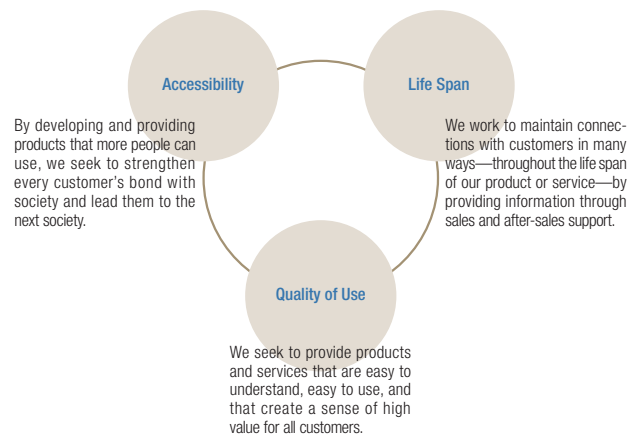 Accessibility
By developing and providing
products that more people can
use, we seek to strengthen
every customer’s bond with
society and lead them to the
next society.
Life Span
We work to maintain connec-
tions with customers in many
ways—throughout the life span
of our product or service—by
providing information through
sales and after-sales support.
Quality of Use
We seek to provide products
and services that are easy to
understand, easy to use, and
that create a sense of high
value for all customers.